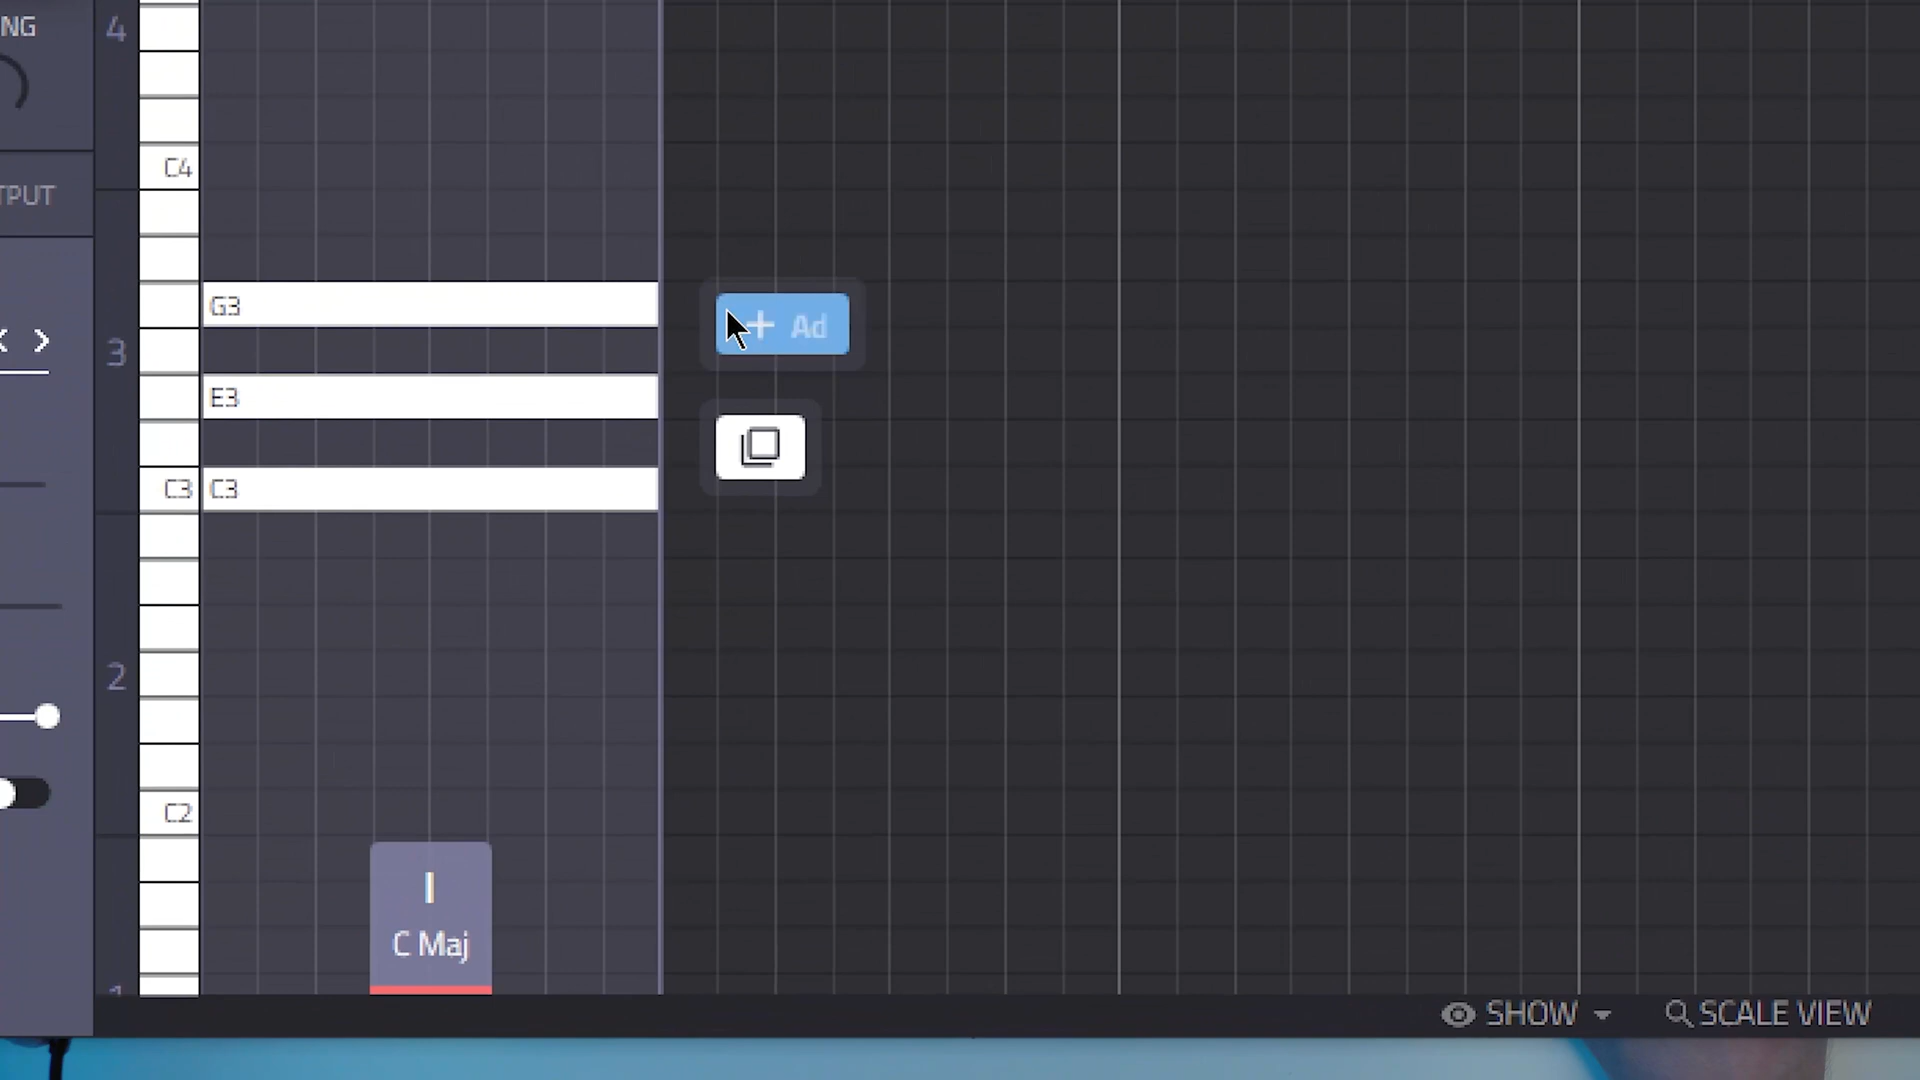 NG
4
C4
TPUT
G3
+ Ad
3
E3
C3 C3
2
C2
I
C Maj
SHOW
SCALE VIEW